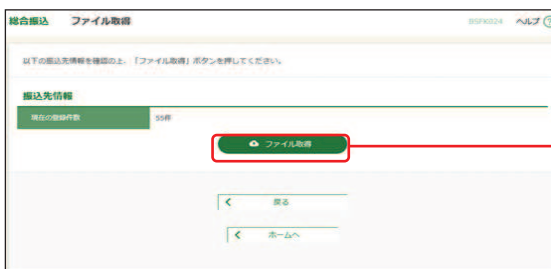 総合振込 ファイル取得 BSFI6024 ヘルプ ?
以下の振込先情報を確認の上、「ファイル取得」ボタンを押してください。
振込先情報
現在の登録件数 55件
ファイル取得
戻る
ホームへ